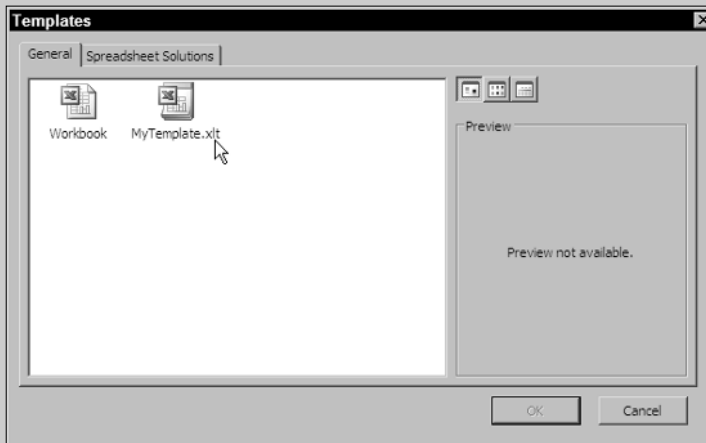 Templates
General Spreadsheet Solutions
Workbook MyTemplate.xlt
Preview
Preview not available.
OK Cancel